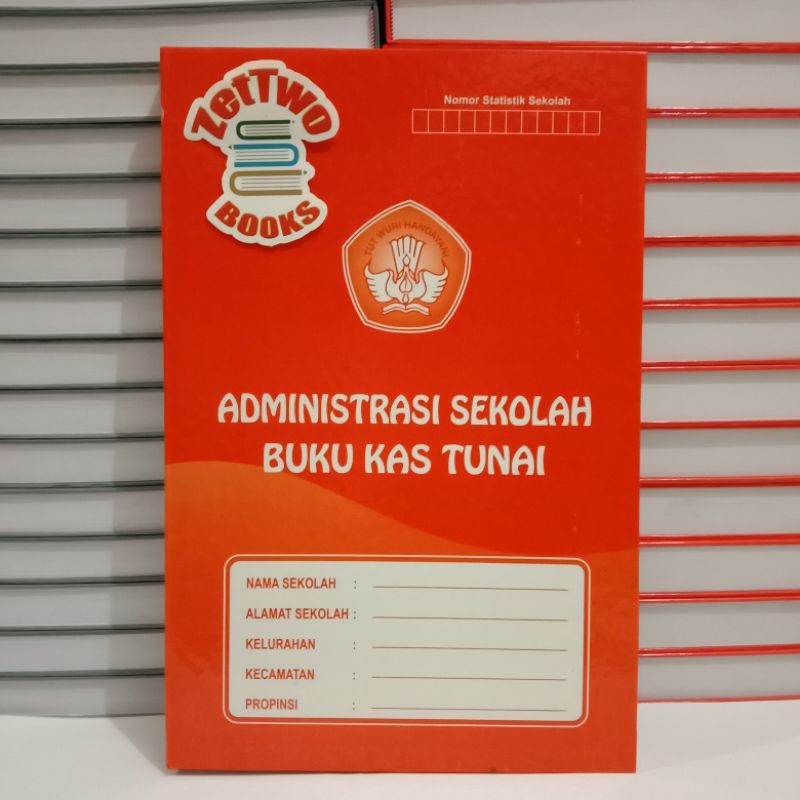 ZetTwo
BOOKS
Nomor Statistik Sekolah
TUT WURI HANDAYANI
ADMINISTRASI SEKOLAH
BUKU KAS TUNAI
NAMA SEKOLAH :
ALAMAT SEKOLAH :
KELURAHAN :
KECAMATAN :
PROPINSI :